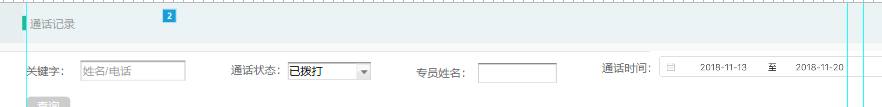 通话记录
2
关键字： 姓名/电话 通话状态： 已拨打 专员姓名： 通话时间： 2018-11-13 至 2018-11-20
查询